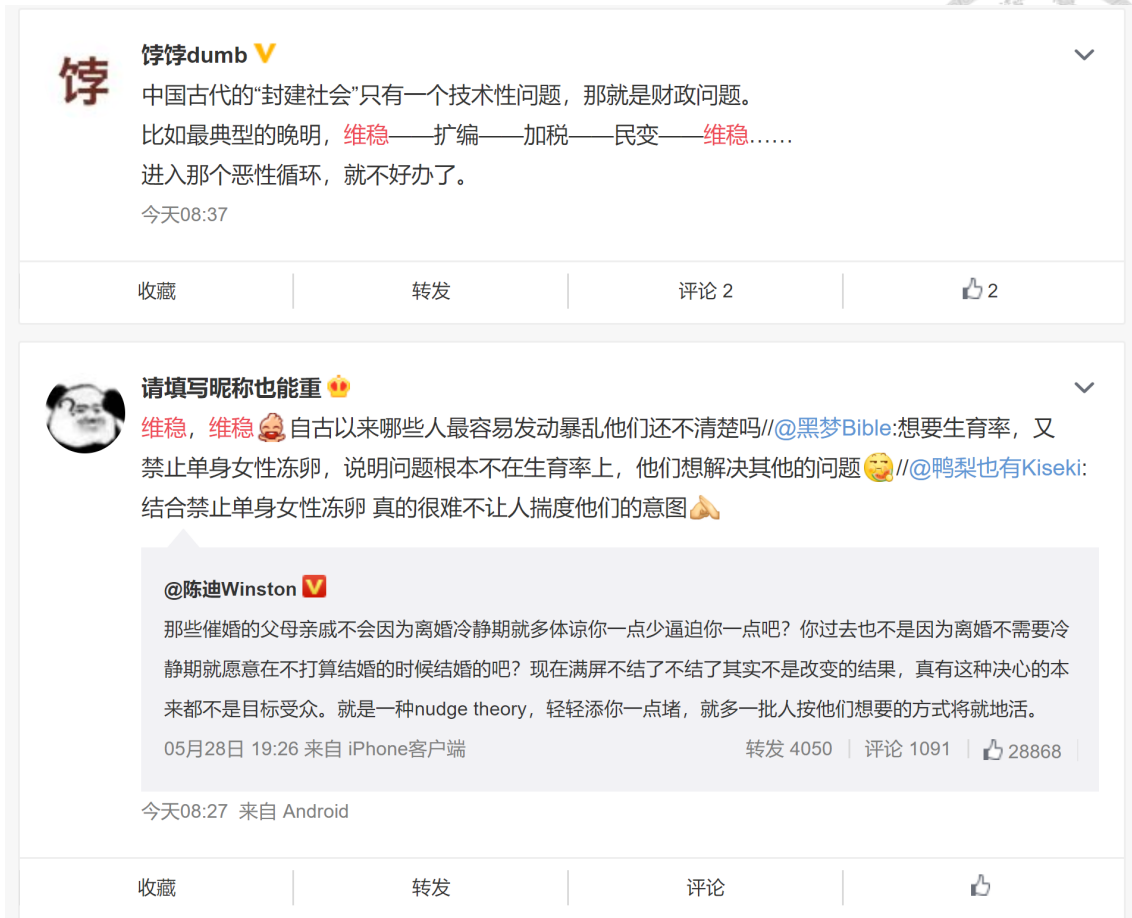 饽
饽饽dumb
中国古代的“封建社会”只有一个技术性问题，那就是财政问题。
比如最典型的晚明，维稳——扩编——加税——民变——维稳……
进入那个恶性循环，就不好办了。
今天08:37
收藏 转发 评论 2 2
请填写昵称也能重
维稳，维稳自古以来哪些人最容易发动暴乱他们还不清楚吗//@黑梦Bible:想要生育率，又
禁止单身女性冻卵，说明问题根本不在生育率上，他们想解决其他的问题//@鸭梨也有Kiseki:
结合禁止单身女性冻卵 真的很难不让人揣度他们的意图
@陈迪Winston
那些催婚的父母亲戚不会因为离婚冷静期就多体谅你一点少逼迫你一点吧？你过去也不是因为离婚不需要冷
静期就愿意在不打算结婚的时候结婚的吧？现在满屏不结了不结了其实不是改变的结果，真有这种决心的本
来都不是目标受众。就是一种nudge theory，轻轻添你一点堵，就多一批人按他们想要的方式将就地活。
05月28日 19:26 来自 iPhone客户端 转发 4050 评论 1091 28868
今天08:27 来自 Android
收藏 转发 评论